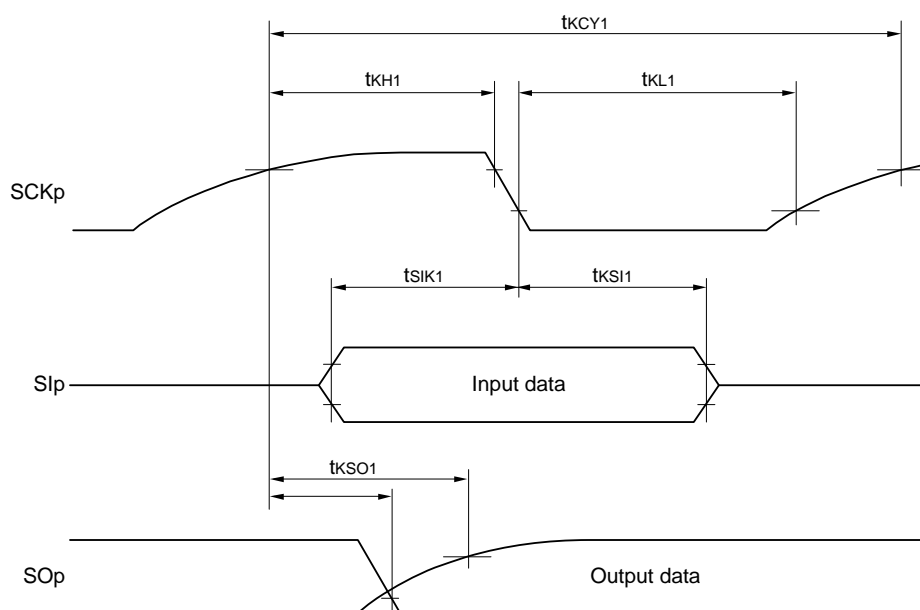 tKCY1
tKH1
tKL1
SCKp
tSIK1
tKSI1
SIp
Input data
tKSO1
SOp
Output data